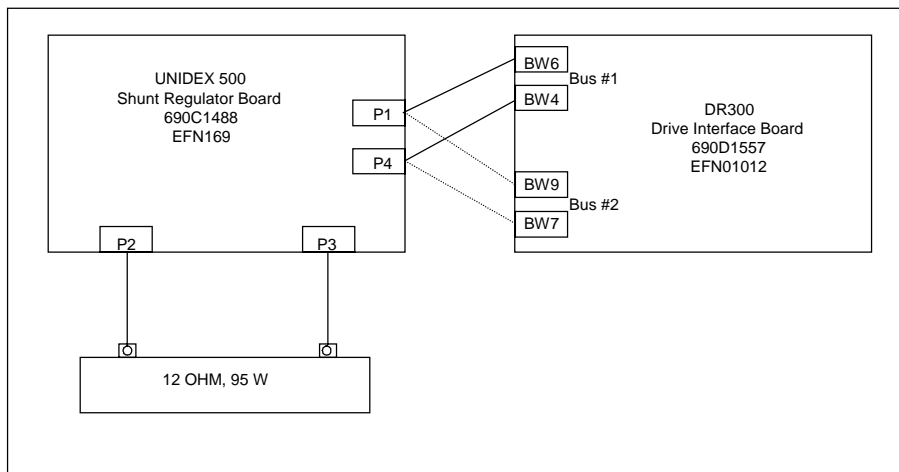 UNIDEX 500
Shunt Regulator Board
690C1488
EFN169
P1
P4
P2
P3
12 OHM, 95 W
BW6
Bus #1
BW4
BW9
Bus #2
BW7
DR300
Drive Interface Board
690D1557
EFN01012